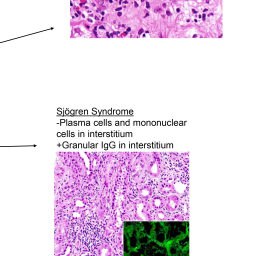 Sjögren Syndrome
-Plasma cells and mononuclear
cells in interstitium
+Granular IgG in interstitium